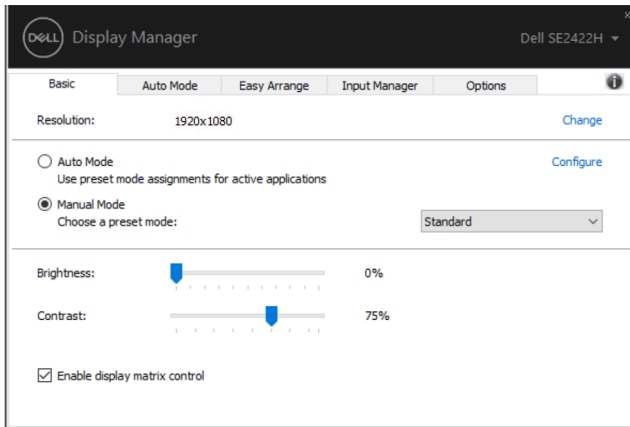 DELL Display Manager
Dell SE2422H
Basic Auto Mode Easy Arrange Input Manager Options
Resolution: 1920x1080 Change
Auto Mode Configure
Use preset mode assignments for active applications
Manual Mode
Choose a preset mode: Standard
Brightness: 0%
Contrast: 75%
Enable display matrix control